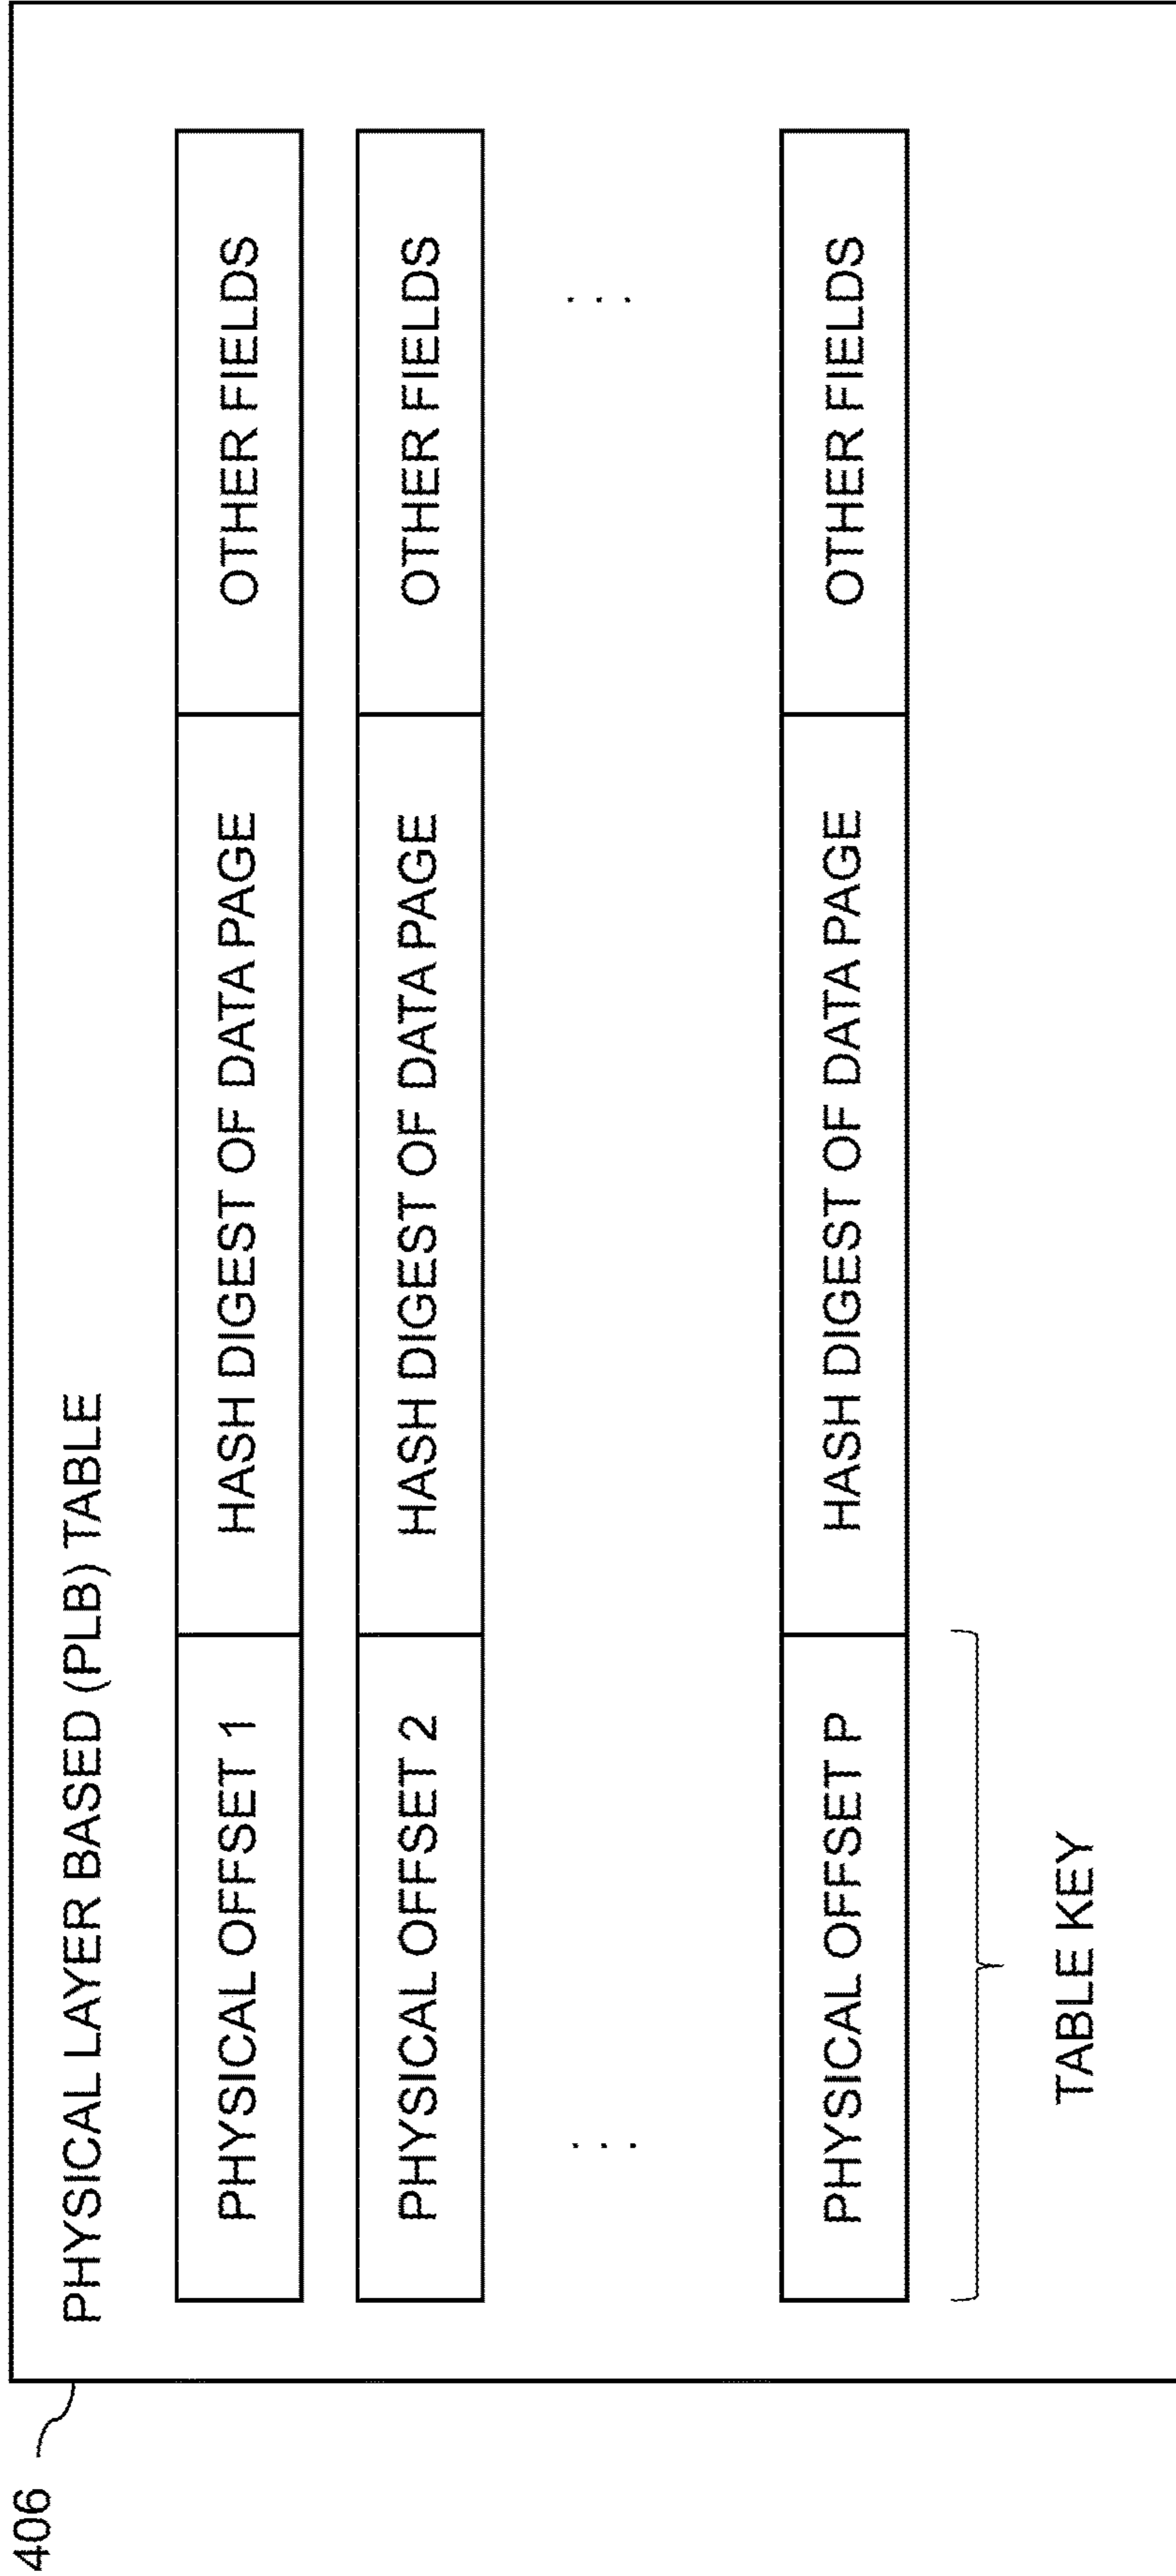 406
PHYSICAL LAYER BASED (PLB) TABLE
PHYSICAL OFFSET 1 HASH DIGEST OF DATA PAGE OTHER FIELDS
PHYSICAL OFFSET 2 HASH DIGEST OF DATA PAGE OTHER FIELDS
. . . . . .
PHYSICAL OFFSET P HASH DIGEST OF DATA PAGE OTHER FIELDS
TABLE KEY